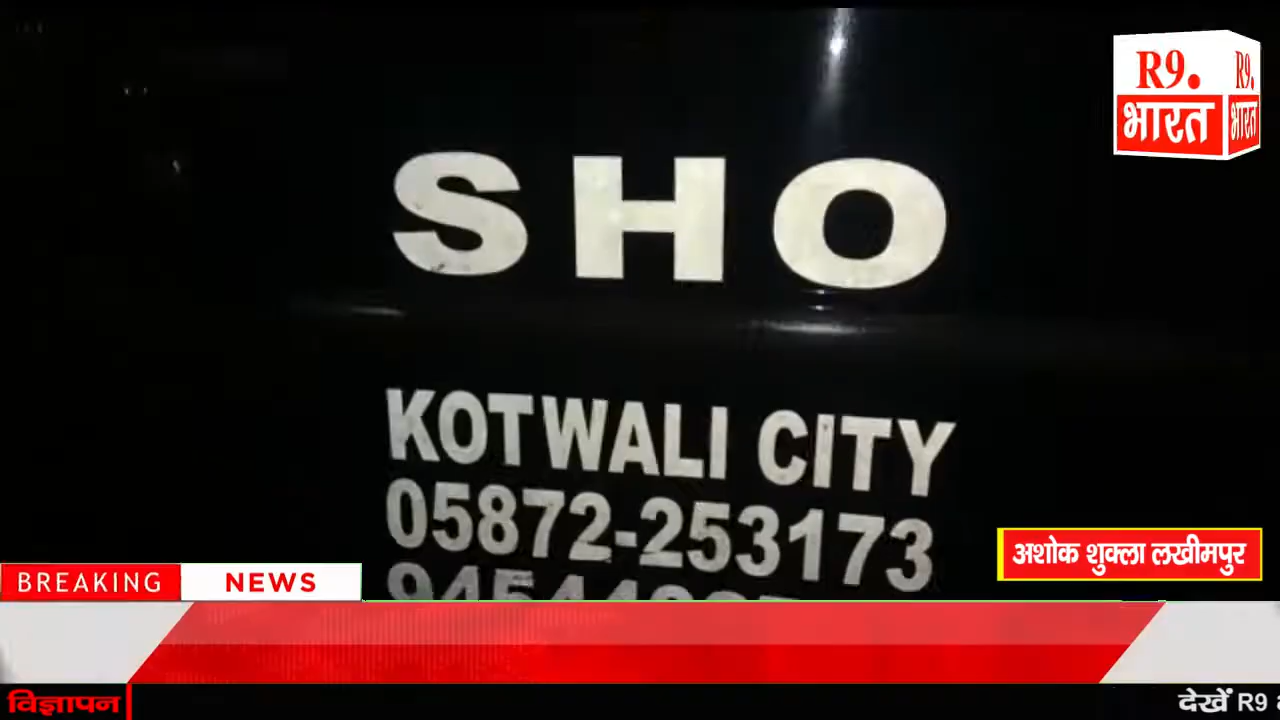 R9.
भारत
R9.
भारत
SHO
KOTWALI CITY
05872-253173
अशोक शुक्ला लखीमपुर
BREAKING NEWS
विज्ञापन
देखें R9